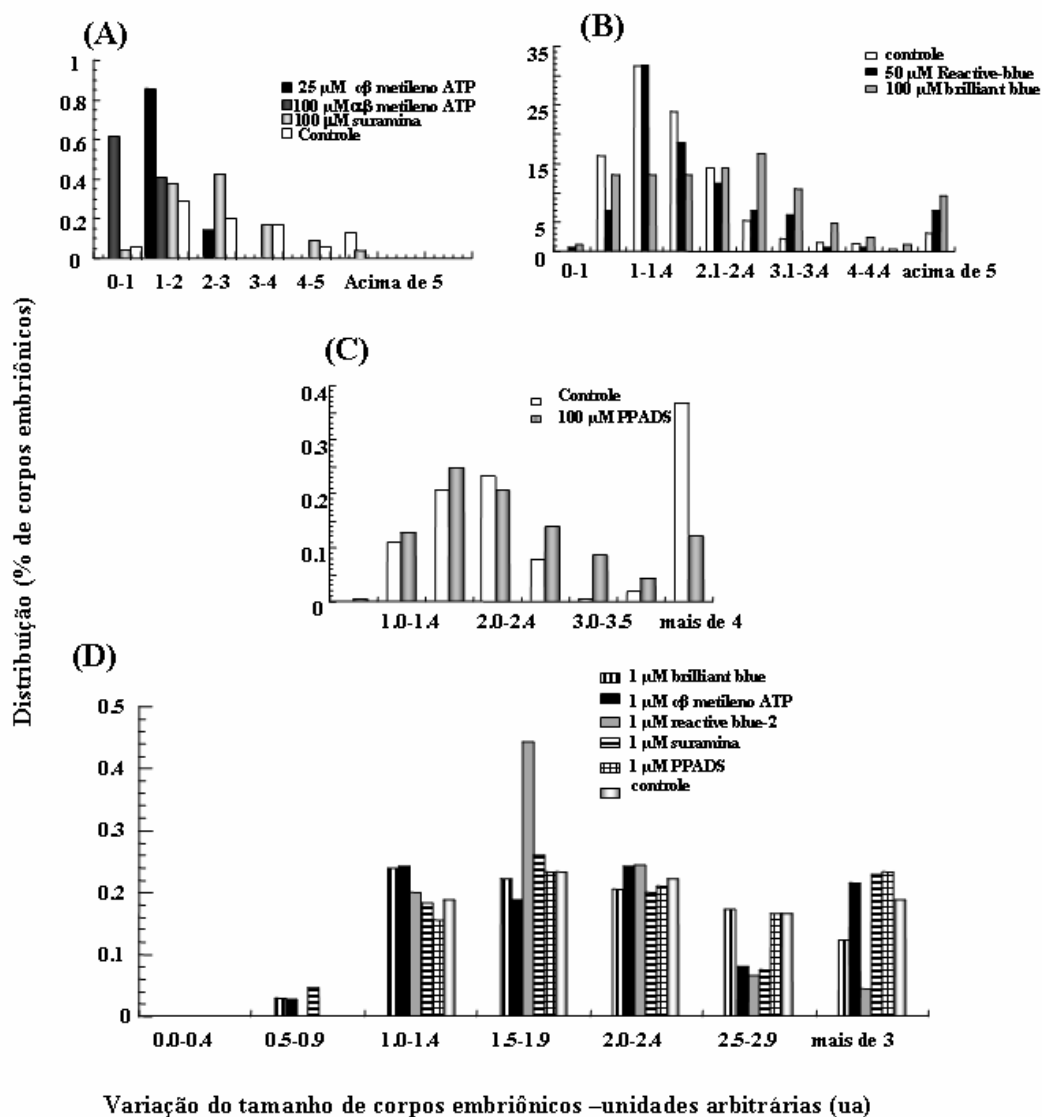 (A)
1
0.8
0.6
0.4
0.2
0
0-1 1-2 2-3 3-4 4-5 Acima de 5
25 µM αβ metileno ATP
100 µM αβ metileno ATP
100 µM suramina
Controle
(B)
35
25
15
5
0-1 1-1.4 2.1-2.4 3.1-3.4 4-4.4 acima de 5
controle
50 µM Reactive-blue
100 µM brilliant blue
Distribuíção (% de corpos embriônicos)
(C)
0.4
0.3
0.2
0.1
0
1.0-1.4 2.0-2.4 3.0-3.5 mais de 4
Controle
100 µM PPADS
(D)
0.5
0.4
0.3
0.2
0.1
0
0.0-0.4 0.5-0.9 1.0-1.4 1.5-1.9 2.0-2.4 2.5-2.9 mais de 3
1 µM brilliant blue
1 µM αβ metileno ATP
1 µM reactive blue-2
1 µM suramina
1 µM PPADS
controle
Variação do tamanho de corpos embriônicos –unidades arbitrárias (ua)